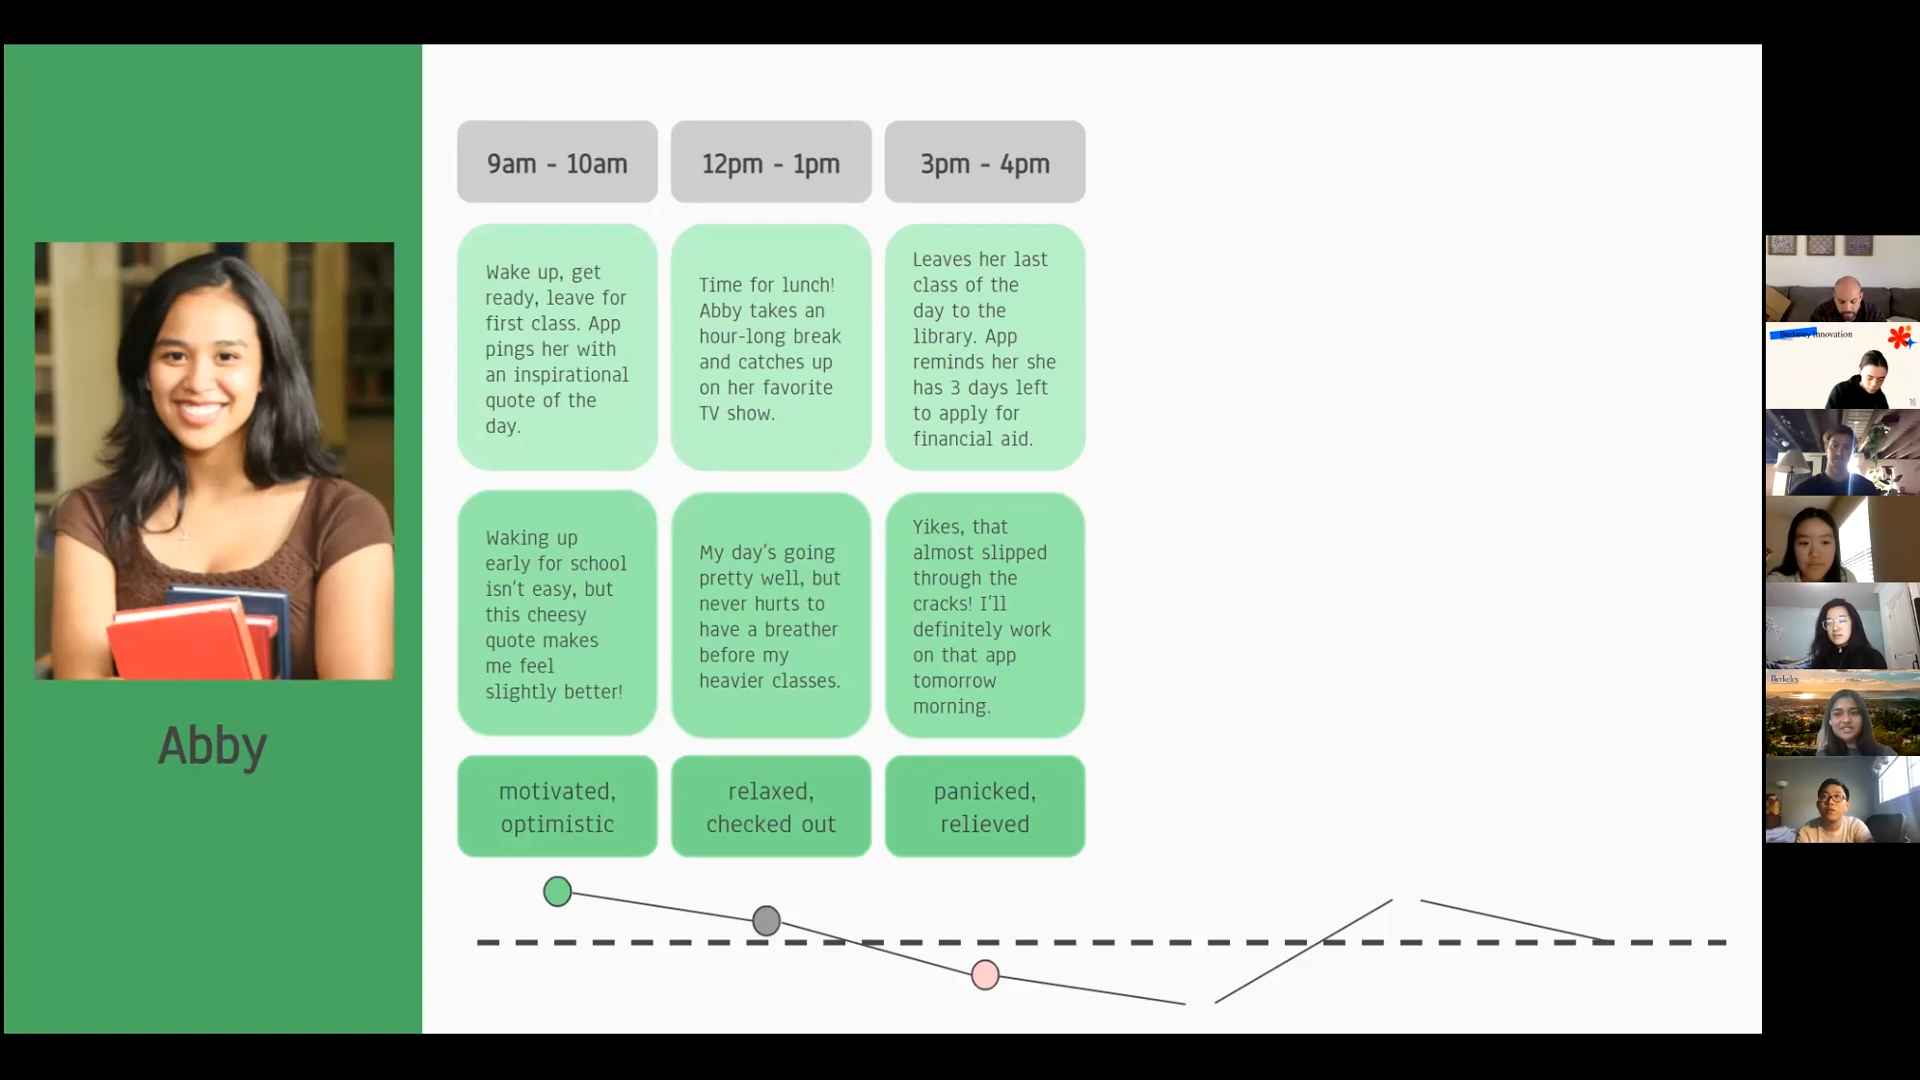 9am - 10am
12pm - 1pm
3pm - 4pm
Wake up, get
ready, leave for
first class. App
pings her with
an inspirational
quote of the
day.
Time for lunch!
Abby takes an
hour-long break
and catches up
on her favorite
TV show.
Leaves her last
class of the
day to the
library. App
reminds her she
has 3 days left
to apply for
financial aid.
Waking up
early for school
isn't easy, but
this cheesy
quote makes
me feel
slightly better!
My day's going
pretty well, but
never hurts to
have a breather
before my
heavier classes.
Yikes, that
almost slipped
through the
cracks! I'll
definitely work
on that app
tomorrow
morning.
motivated,
optimistic
relaxed,
checked out
panicked,
relieved
Abby
Berkeley Innovation
Berkeley